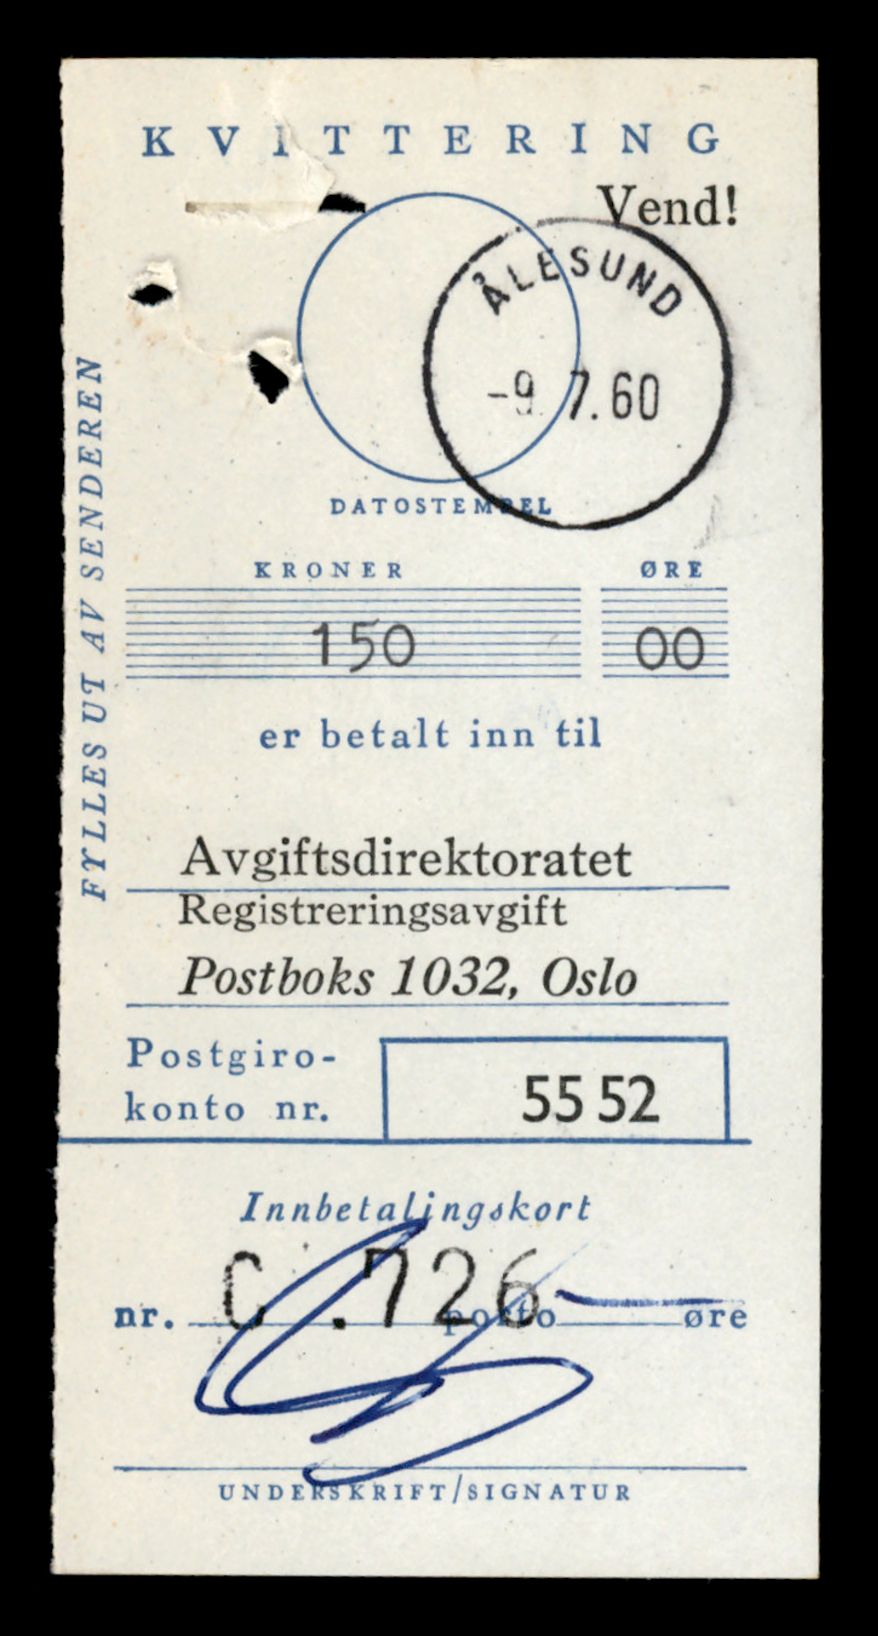 KVITTERING
Vend!
ÅLESUND
-9. 7. 60
DATOSTEMPEL
FYLLES UT AV SENDEREN
KRONER ØRE
150 00
er betalt inn til
Avgiftsdirektoratet
Registreringsavgift
Postboks 1032, Oslo
Postgiro-
konto nr. 55 52
Innbetalingskort
nr. C .726 porto øre
UNDERSKRIFT/SIGNATUR